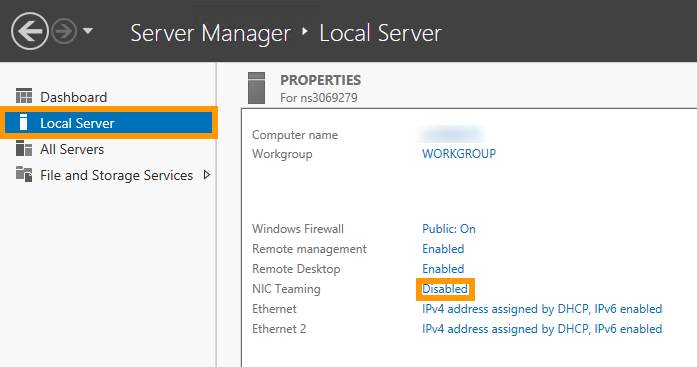 Server Manager ‣ Local Server
Dashboard
Local Server
All Servers
File and Storage Services
PROPERTIES
For ns3069279
Computer name
Workgroup WORKGROUP
Windows Firewall Public: On
Remote management Enabled
Remote Desktop Enabled
NIC Teaming Disabled
Ethernet IPv4 address assigned by DHCP, IPv6 enabled
Ethernet 2 IPv4 address assigned by DHCP, IPv6 enabled